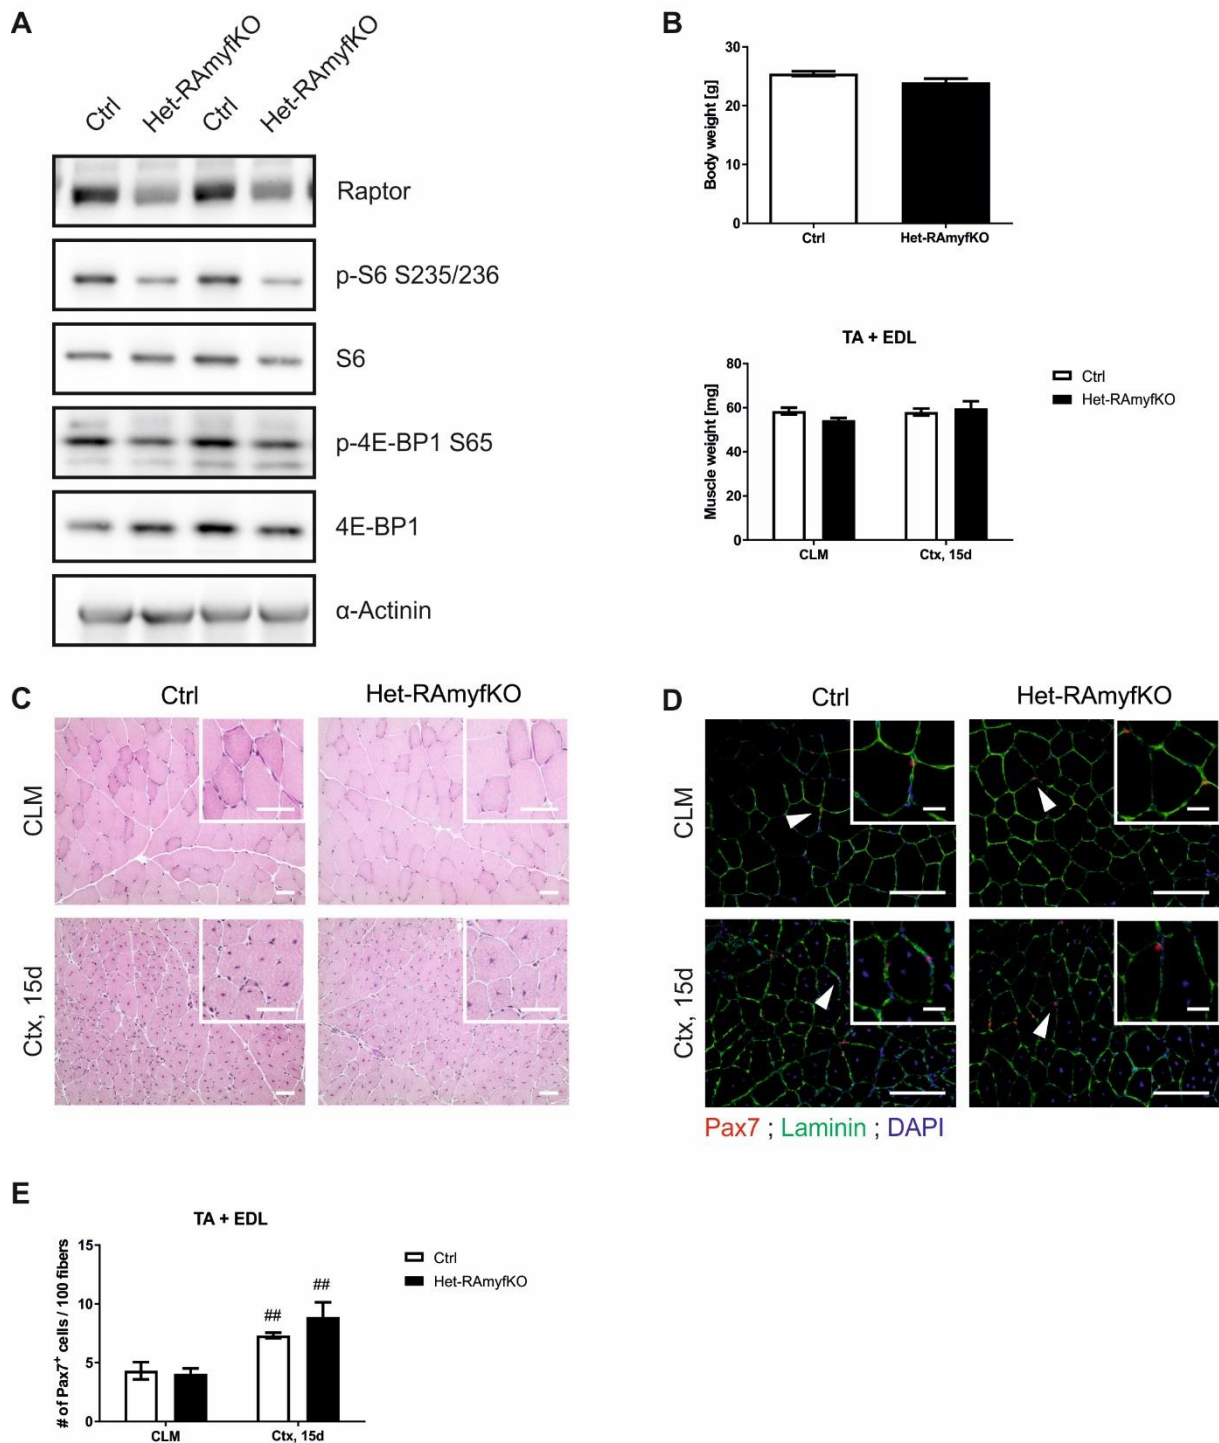 A
Ctrl
Het-RAmyfKO
Ctrl
Het-RAmyfKO
Raptor
p-S6 S235/236
S6
p-4E-BP1 S65
4E-BP1
α-Actinin
B
Body weight [g]
30
20
10
0
Ctrl
Het-RAmyfKO
TA + EDL
Muscle weight [mg]
80
60
40
20
0
CLM
Ctx, 15d
Ctrl
Het-RAmyfKO
C
Ctrl
Het-RAmyfKO
CLM
Ctx, 15d
D
Ctrl
Het-RAmyfKO
CLM
Ctx, 15d
Pax7 ; Laminin ; DAPI
E
TA + EDL
# of Pax7⁺ cells / 100 fibers
15
10
5
0
##
##
CLM
Ctx, 15d
Ctrl
Het-RAmyfKO